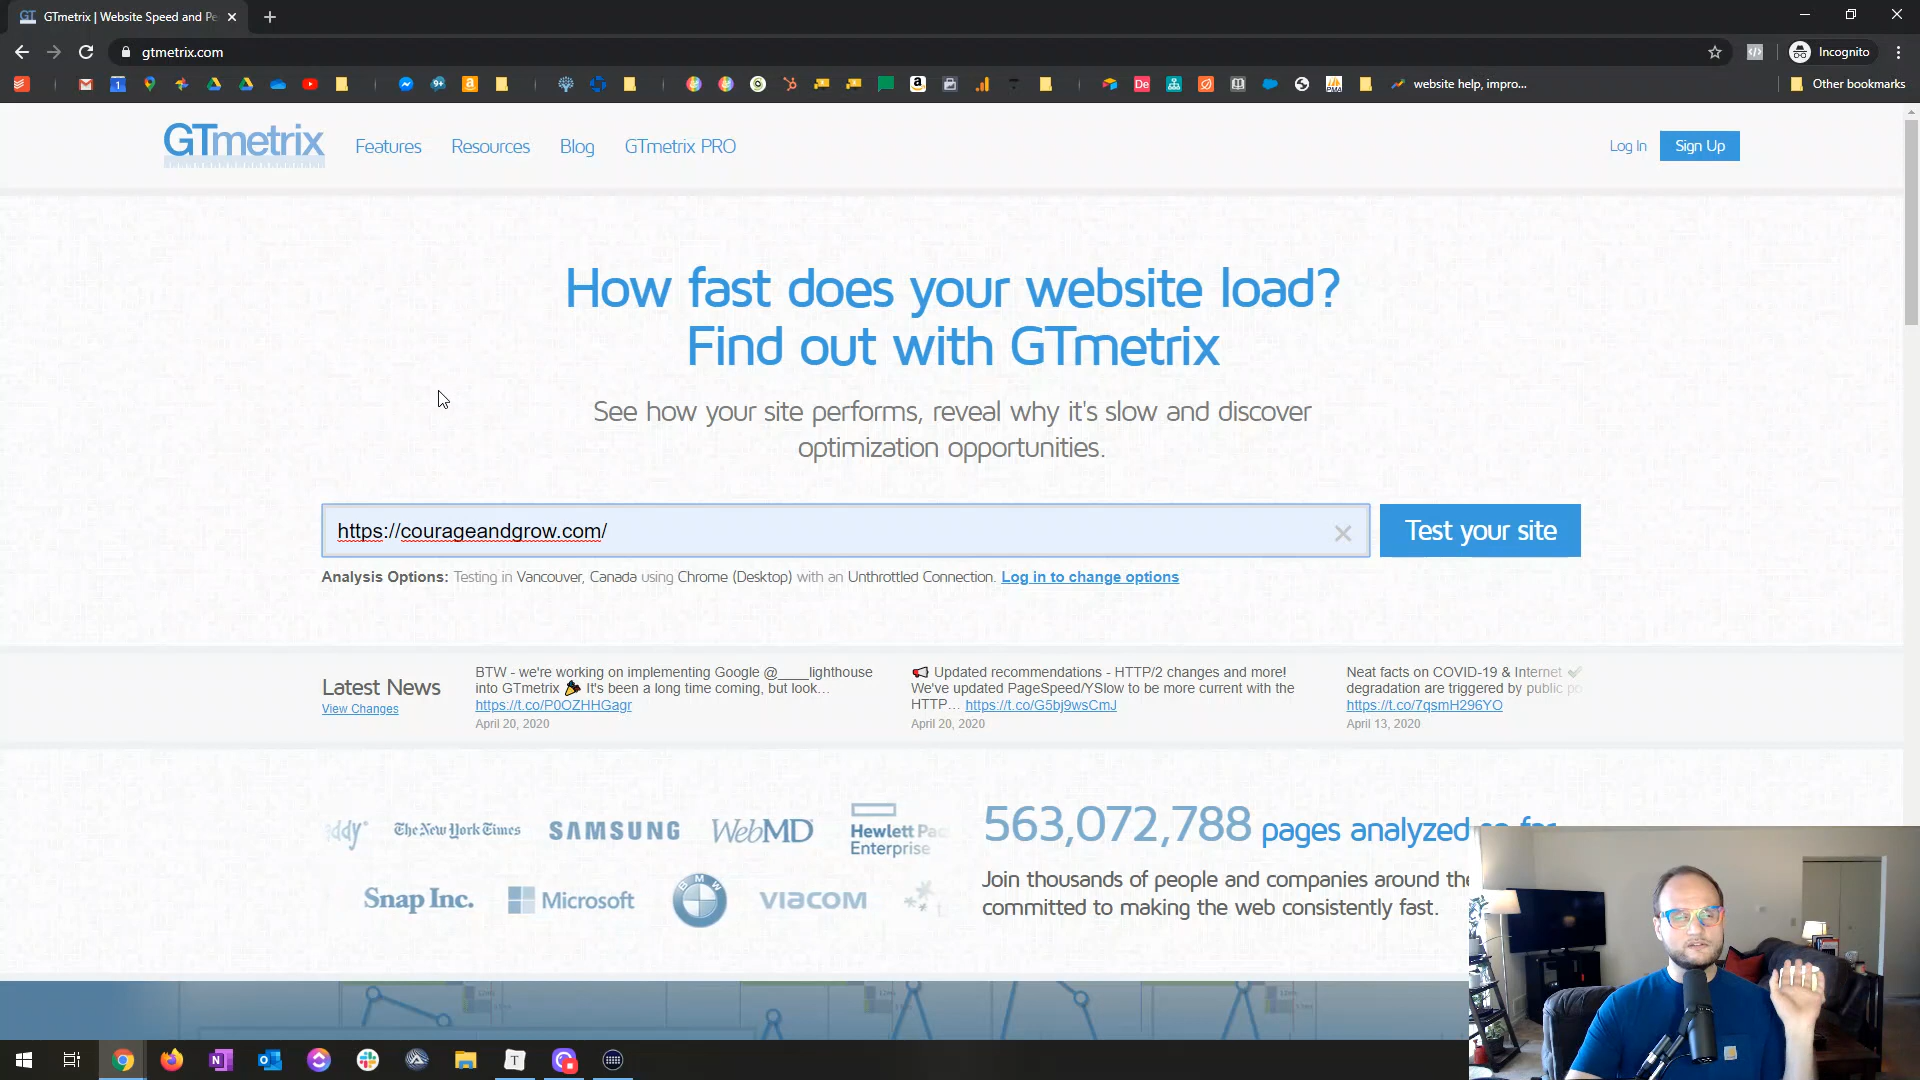 GTmetrix | Website Speed and Pe
gtmetrix.com
Incognito
website help, impro...
Other bookmarks
GTmetrix
Features
Resources
Blog
GTmetrix PRO
Log In
Sign Up
How fast does your website load?
Find out with GTmetrix
See how your site performs, reveal why it's slow and discover
optimization opportunities.
https://courageandgrow.com/
Test your site
Analysis Options: Testing in Vancouver, Canada using Chrome (Desktop) with an Unthrottled Connection. Log in to change options
Latest News
View Changes
BTW - we're working on implementing Google @____lighthouse
into GTmetrix 🎉 It's been a long time coming, but look…
https://t.co/P0OZHHGagr
April 20, 2020
📢 Updated recommendations - HTTP/2 changes and more!
We've updated PageSpeed/YSlow to be more current with the
HTTP… https://t.co/G5bj9wsCmJ
April 20, 2020
Neat facts on COVID-19 & Internet
degradation are triggered by public po
https://t.co/7qsmH296YO
April 13, 2020
ddy
The New York Times
SAMSUNG
WebMD
Hewlett Pac
Enterprise
Snap Inc.
Microsoft
BMW
VIACOM
563,072,788 pages analyzed so far
Join thousands of people and companies around the
committed to making the web consistently fast.